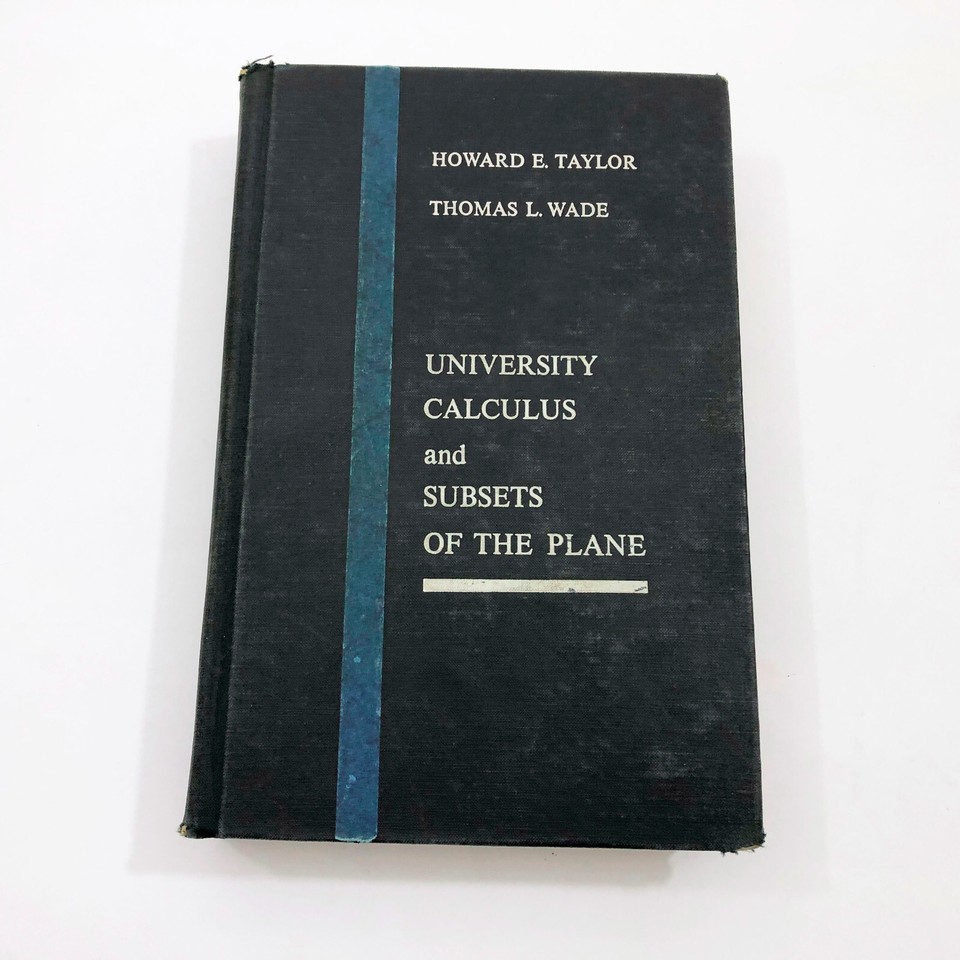 HOWARD E. TAYLOR
THOMAS L. WADE
UNIVERSITY
CALCULUS
and
SUBSETS
OF THE PLANE